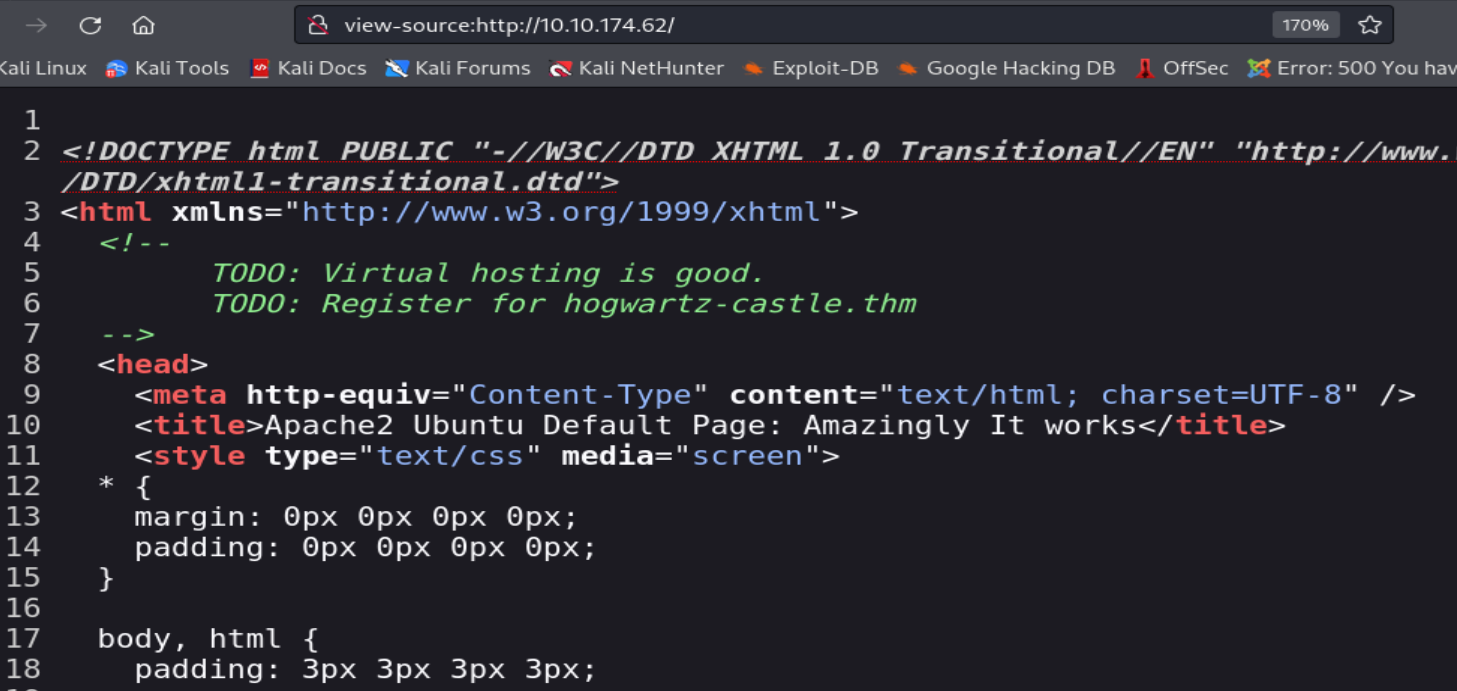 view-source:http://10.10.174.62/ 170%
Kali Linux Kali Tools Kali Docs Kali Forums Kali NetHunter Exploit-DB Google Hacking DB OffSec Error: 500 You hav
1
2 <!DOCTYPE html PUBLIC "-//W3C//DTD XHTML 1.0 Transitional//EN" "http://www.
/DTD/xhtml1-transitional.dtd">
3 <html xmlns="http://www.w3.org/1999/xhtml">
4 <!--
5 TODO: Virtual hosting is good.
6 TODO: Register for hogwartz-castle.thm
7 -->
8 <head>
9 <meta http-equiv="Content-Type" content="text/html; charset=UTF-8" />
10 <title>Apache2 Ubuntu Default Page: Amazingly It works</title>
11 <style type="text/css" media="screen">
12 * {
13 margin: 0px 0px 0px 0px;
14 padding: 0px 0px 0px 0px;
15 }
16
17 body, html {
18 padding: 3px 3px 3px 3px;